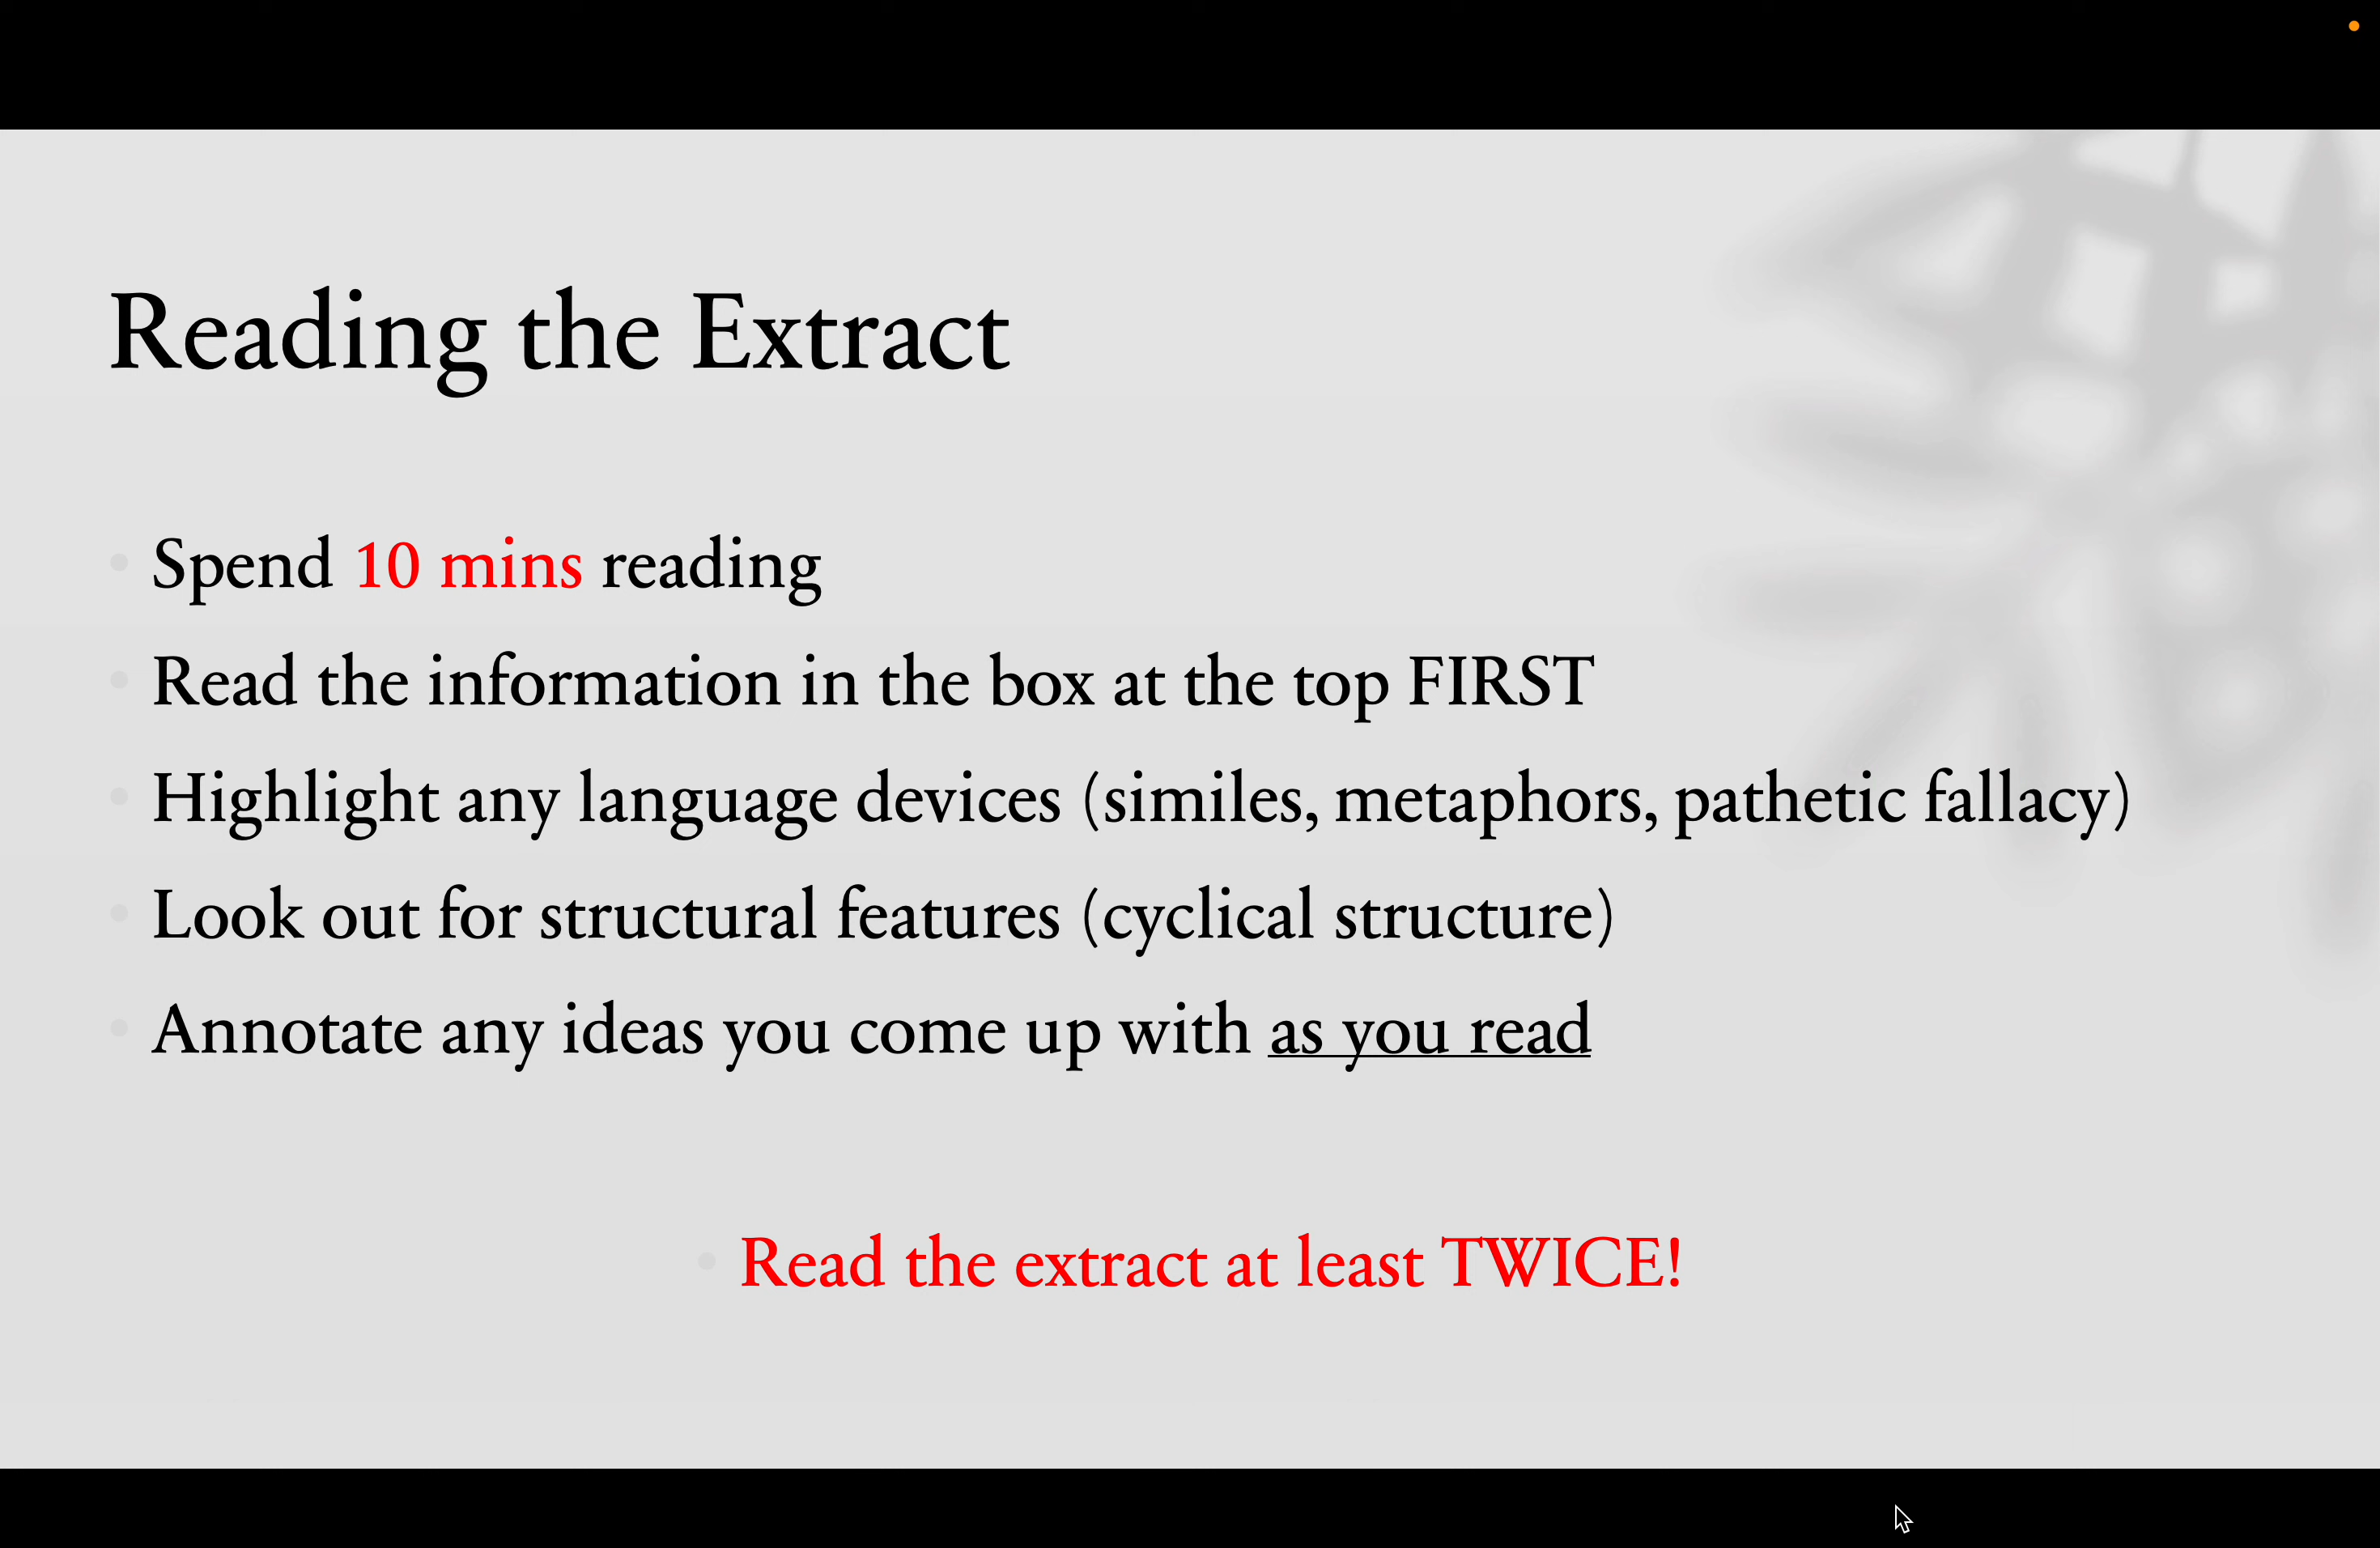 Reading the Extract
Spend 10 mins reading
Read the information in the box at the top FIRST
Highlight any language devices (similes, metaphors, pathetic fallacy)
Look out for structural features (cyclical structure)
Annotate any ideas you come up with as you read
Read the extract at least TWICE!